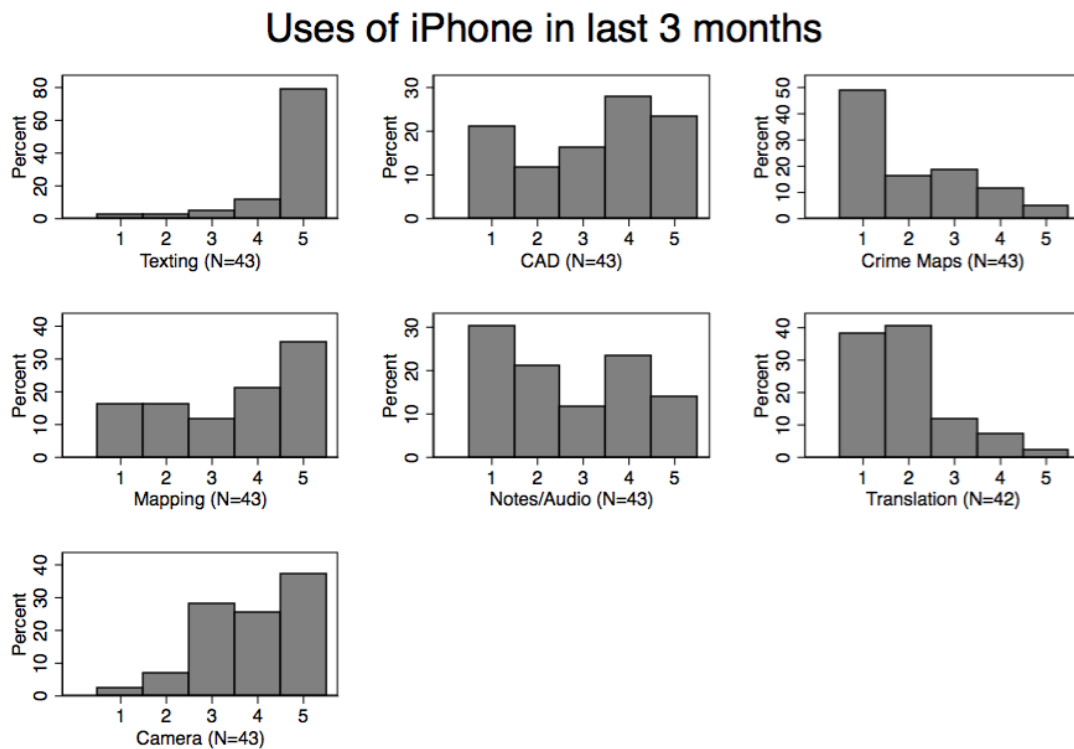 Uses of iPhone in last 3 months
Percent
0 20 40 60 80
1 2 3 4 5
Texting (N=43)
Percent
0 10 20 30
1 2 3 4 5
CAD (N=43)
Percent
0 10 20 30 40 50
1 2 3 4 5
Crime Maps (N=43)
Percent
0 10 20 30 40
1 2 3 4 5
Mapping (N=43)
Percent
0 10 20 30
1 2 3 4 5
Notes/Audio (N=43)
Percent
0 10 20 30 40
1 2 3 4 5
Translation (N=42)
Percent
0 10 20 30 40
1 2 3 4 5
Camera (N=43)